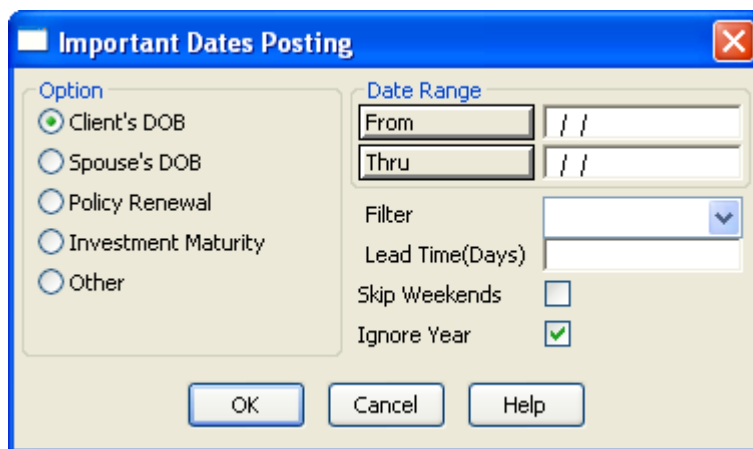 Important Dates Posting
Option
Client's DOB
Spouse's DOB
Policy Renewal
Investment Maturity
Other
Date Range
From / /
Thru / /
Filter
Lead Time(Days)
Skip Weekends
Ignore Year
OK Cancel Help